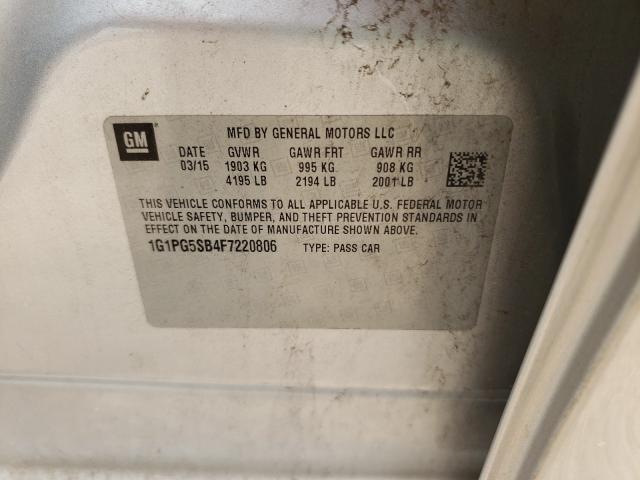 GM
MFD BY GENERAL MOTORS LLC
DATE GVWR GAWR FRT GAWR RR
03/15 1903 KG 995 KG 908 KG
4195 LB 2194 LB 2001 LB
THIS VEHICLE CONFORMS TO ALL APPLICABLE U.S. FEDERAL MOTOR
VEHICLE SAFETY, BUMPER, AND THEFT PREVENTION STANDARDS IN
EFFECT ON THE DATE OF MANUFACTURE SHOWN ABOVE.
1G1PG5SB4F7220806 TYPE: PASS CAR